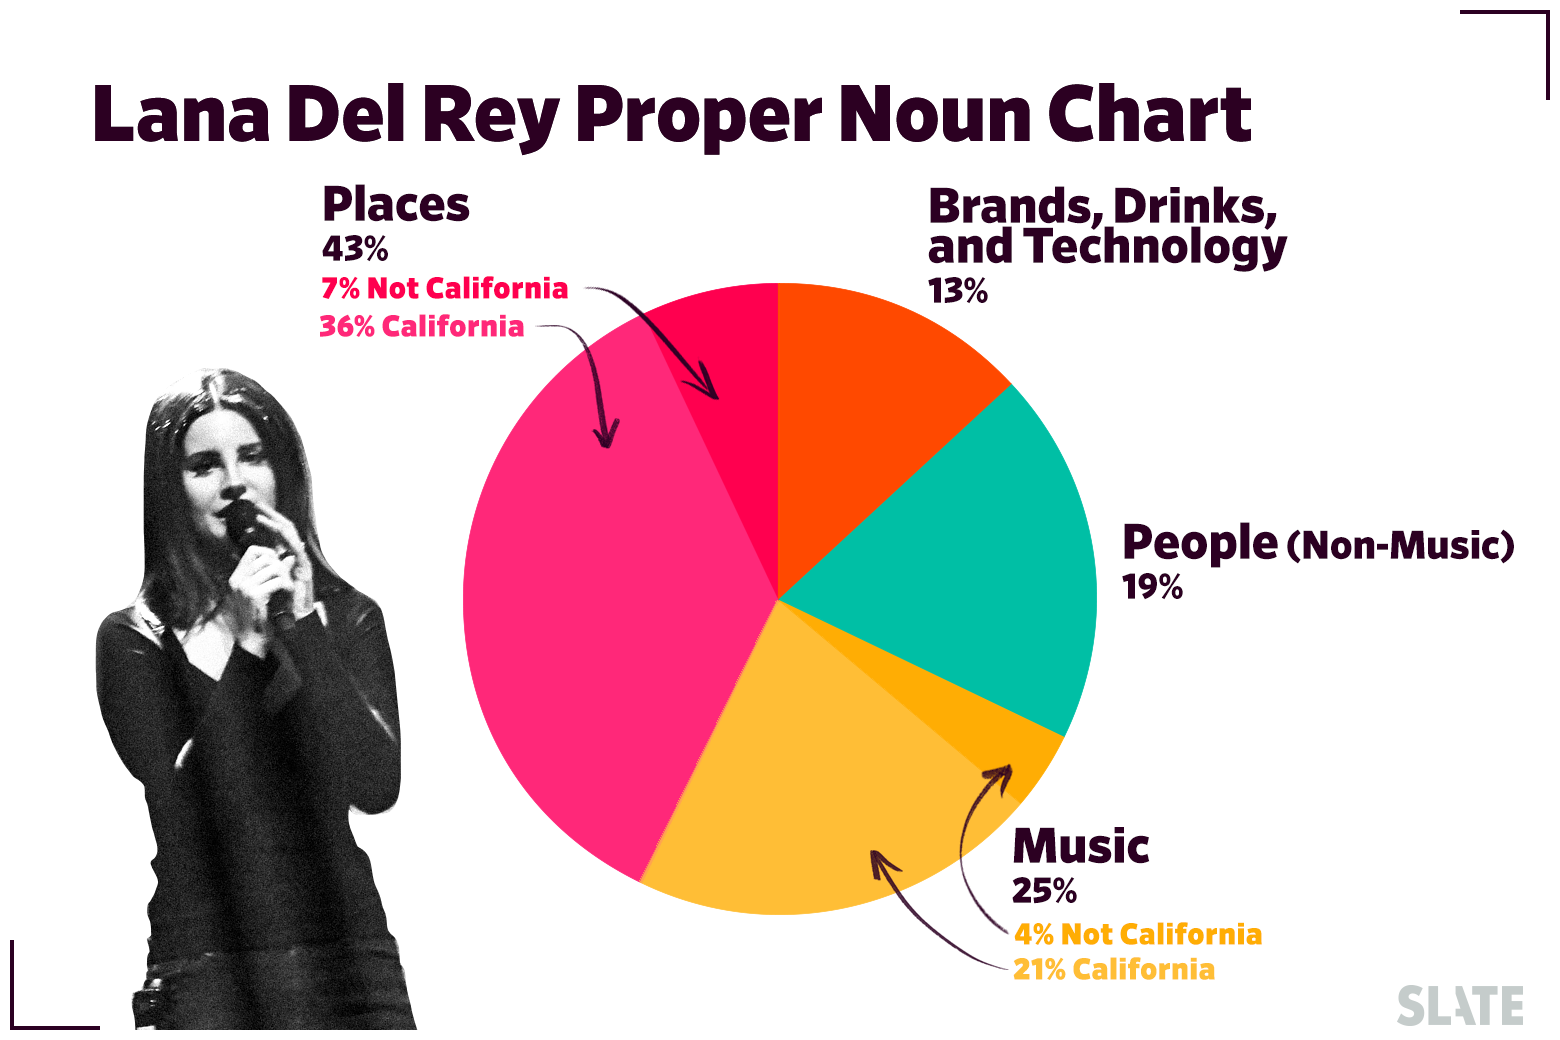 Lana Del Rey Proper Noun Chart
Places
43%
7% Not California
36% California
Brands, Drinks,
and Technology
13%
People (Non-Music)
19%
Music
25%
4% Not California
21% California
SLATE